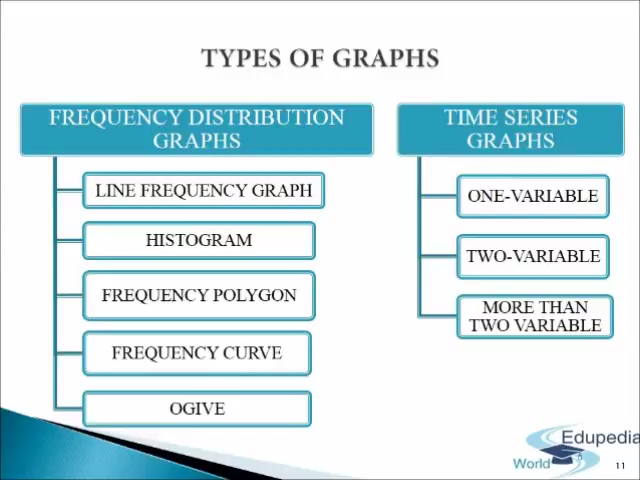 TYPES OF GRAPHS
FREQUENCY DISTRIBUTION
GRAPHS
LINE FREQUENCY GRAPH
HISTOGRAM
FREQUENCY POLYGON
FREQUENCY CURVE
OGIVE
TIME SERIES
GRAPHS
ONE-VARIABLE
TWO-VARIABLE
MORE THAN
TWO VARIABLE
Edupedia
World
11